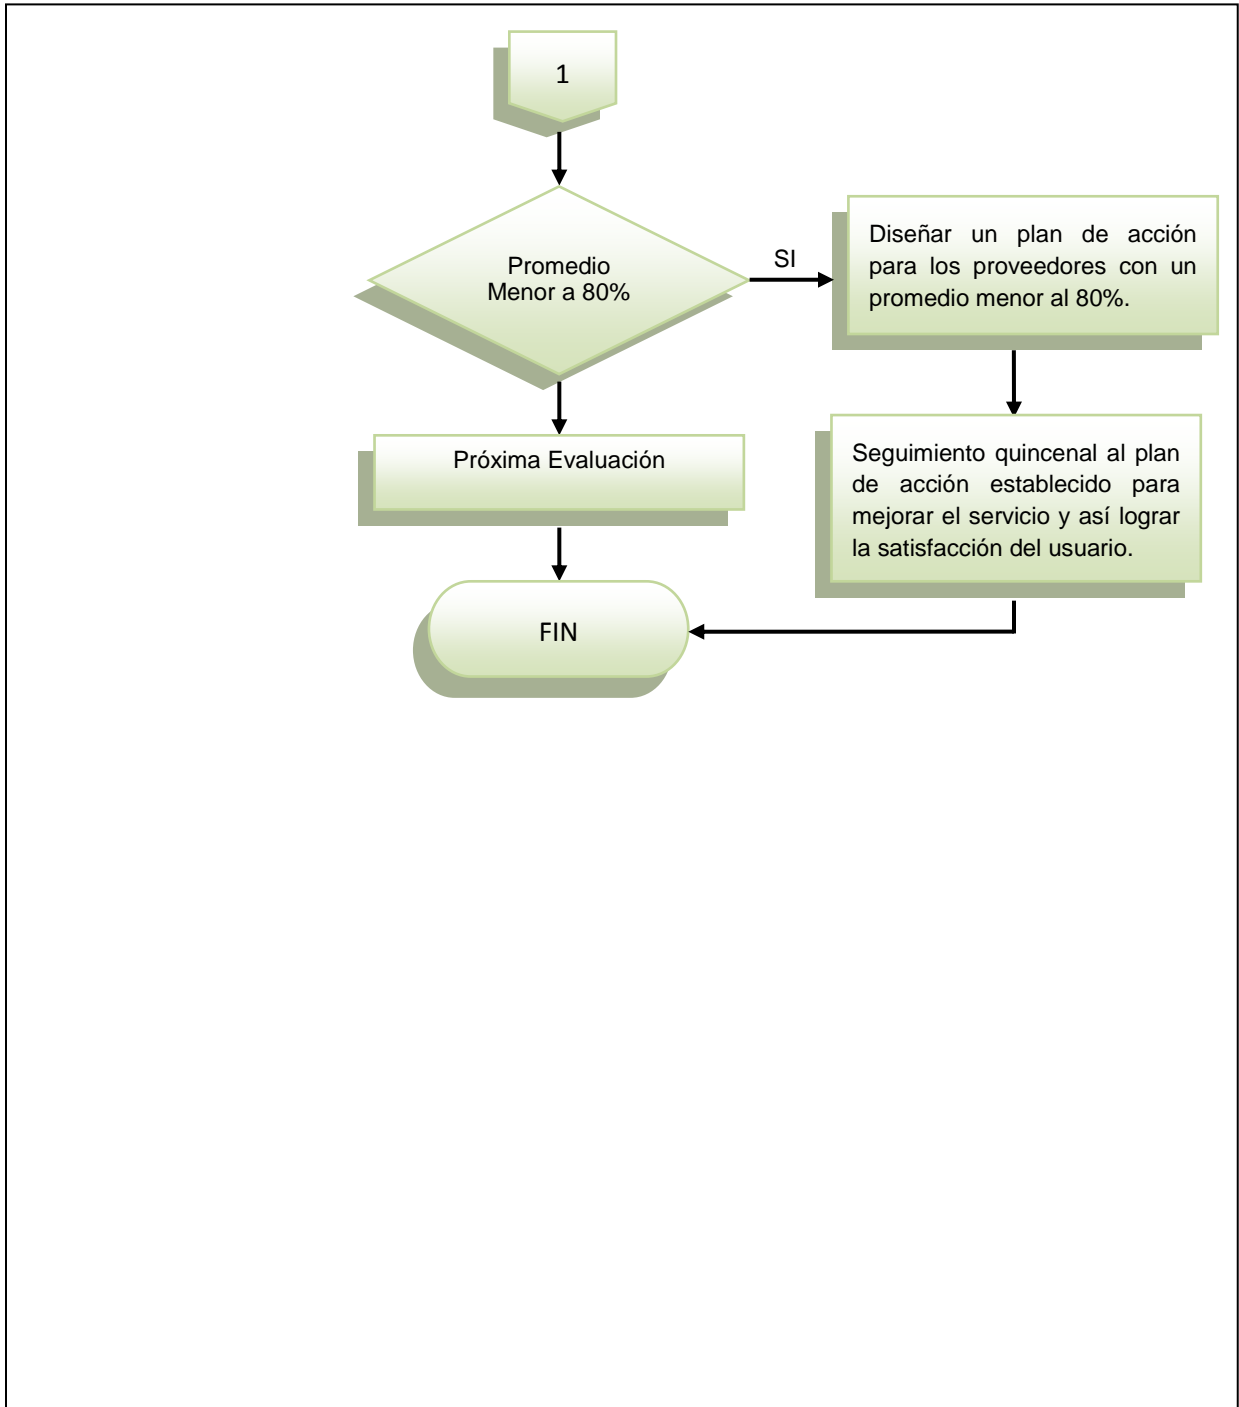 1
Promedio
Menor a 80%
SI
Diseñar un plan de acción
para los proveedores con un
promedio menor al 80%.
Próxima Evaluación
Seguimiento quincenal al plan
de acción establecido para
mejorar el servicio y así lograr
la satisfacción del usuario.
FIN